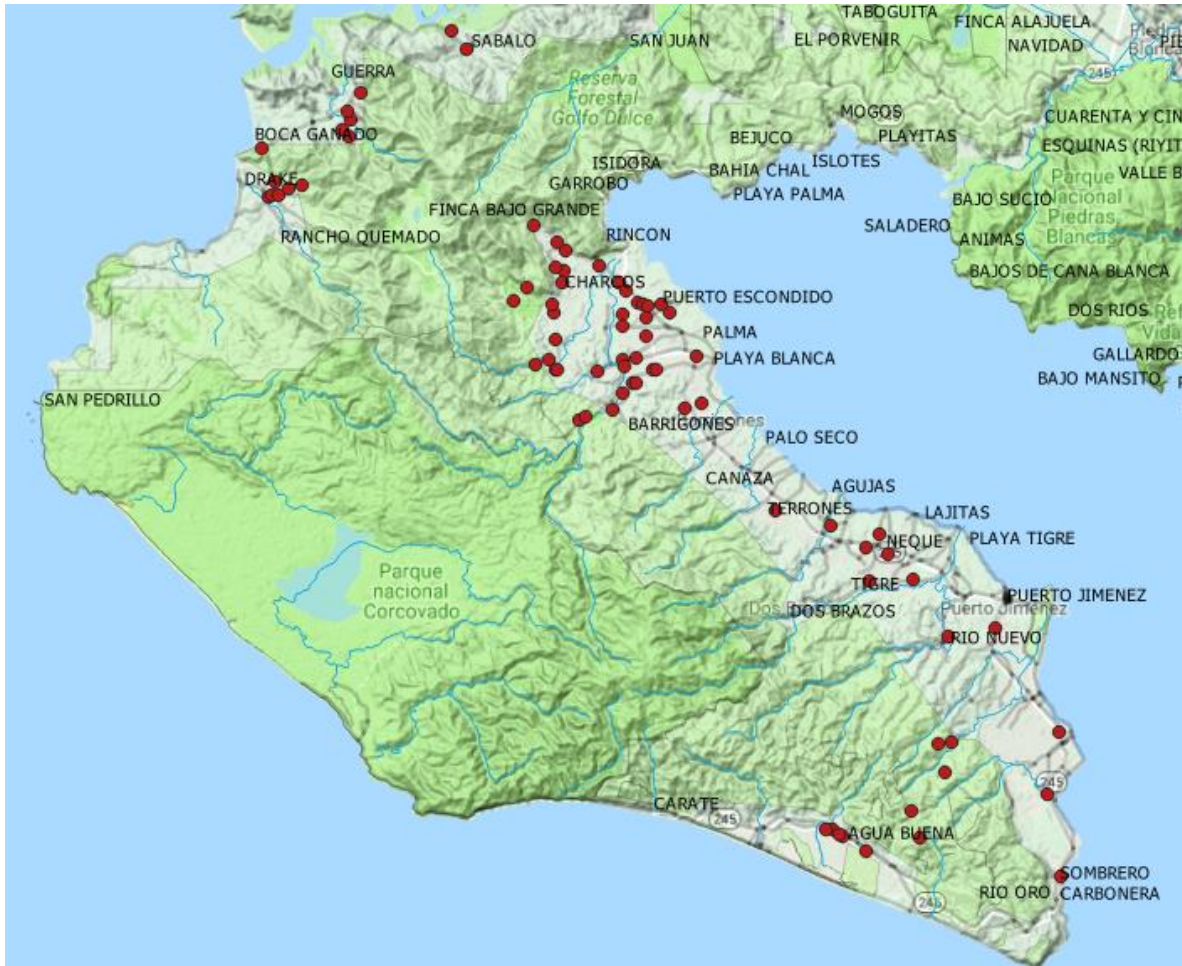 TABOGUITA
FINCA ALAJUELA
SABALO
SAN JUAN
EL PORVENIR
NAVIDAD
245
GUERRA
Reserva
Forestal
Golfo Dulce
MOGOS
CUARENTA Y CIN
BOCA GANADO
BEJUCO
PLAYITAS
ESQUINAS (RIYIT
ISIDORA
BAHIA CHAL
ISLOTES
VALLE B
DRAKE
GARROBO
PLAYA PALMA
Parque
Nacional
Piedras
Blancas
BAJO SUCIO
FINCA BAJO GRANDE
SALADERO
ANIMAS
RANCHO QUEMADO
RINCON
BAJOS DE CANA BLANCA
CHARCOS
PUERTO ESCONDIDO
DOS RIOS
PALMA
PLAYA BLANCA
GALLARDO
BAJO MANSITO
SAN PEDRILLO
BARRIGONES
PALO SECO
CANAZA
AGUJAS
TERRONES
LAJITAS
NEQUE
PLAYA TIGRE
Parque
nacional
Corcovado
TIGRE
DOS BRAZOS
PUERTO JIMENEZ
Puerto Jiménez
RIO NUEVO
245
CARATE
245
AGUA BUENA
SOMBRERO
RIO ORO
CARBONERA
245